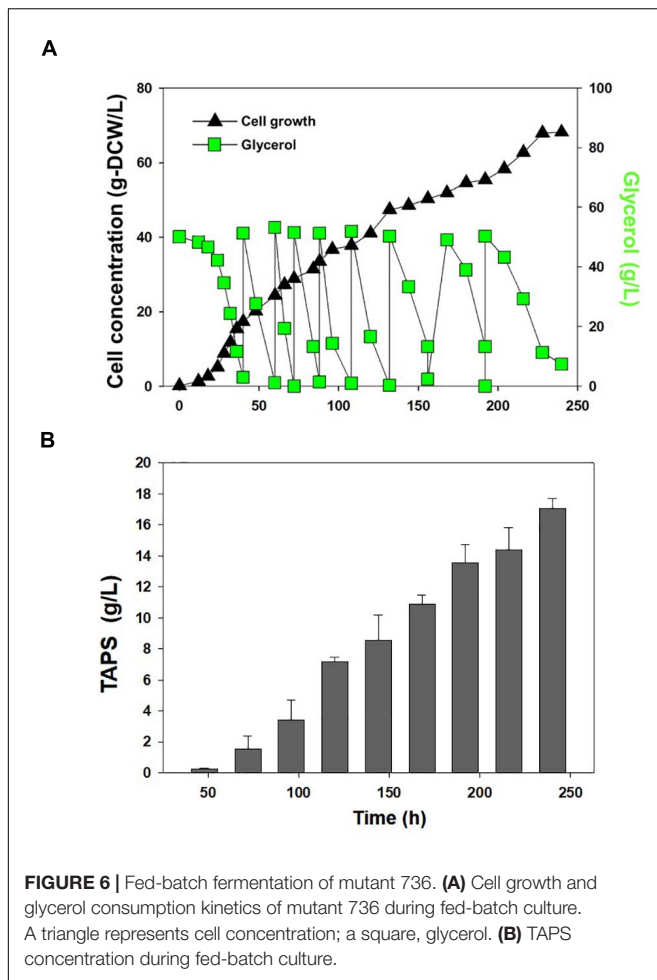 A
Cell concentration (g-DCW/L)
80
60
40
20
0
Cell growth
Glycerol
100
80
60
40
20
0
Glycerol (g/L)
0 50 100 150 200 250
B
TAPS (g/L)
20
18
16
14
12
10
8
6
4
2
0
50 100 150 200 250
Time (h)
FIGURE 6 | Fed-batch fermentation of mutant 736. (A) Cell growth and
glycerol consumption kinetics of mutant 736 during fed-batch culture.
A triangle represents cell concentration; a square, glycerol. (B) TAPS
concentration during fed-batch culture.